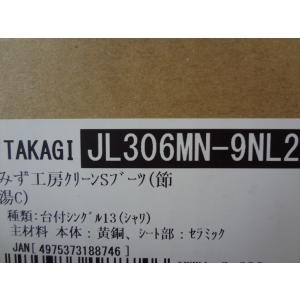 TAKAGI JL306MN-9NL2
みず工房クリーンSブーツ(節
湯C)
種類:台付シングル13(シャリ)
主材料 本体:黄銅、シート部:セラミック
JAN[4975373188746]